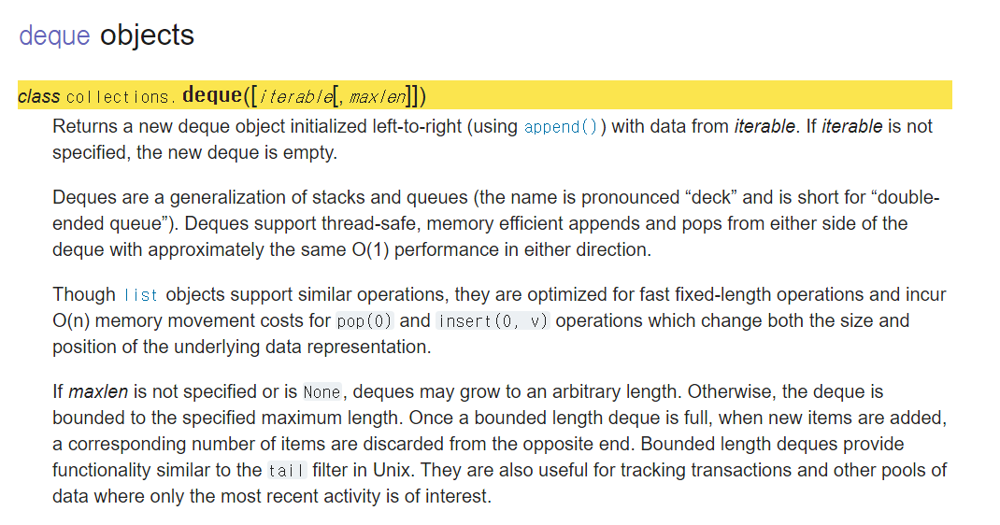 deque objects
class collections. deque([iterable[, maxlen]])
Returns a new deque object initialized left-to-right (using append()) with data from iterable. If iterable is not
specified, the new deque is empty.
Deques are a generalization of stacks and queues (the name is pronounced “deck” and is short for “double-
ended queue”). Deques support thread-safe, memory efficient appends and pops from either side of the
deque with approximately the same O(1) performance in either direction.
Though list objects support similar operations, they are optimized for fast fixed-length operations and incur
O(n) memory movement costs for pop(0) and insert(0, v) operations which change both the size and
position of the underlying data representation.
If maxlen is not specified or is None, deques may grow to an arbitrary length. Otherwise, the deque is
bounded to the specified maximum length. Once a bounded length deque is full, when new items are added,
a corresponding number of items are discarded from the opposite end. Bounded length deques provide
functionality similar to the tail filter in Unix. They are also useful for tracking transactions and other pools of
data where only the most recent activity is of interest.